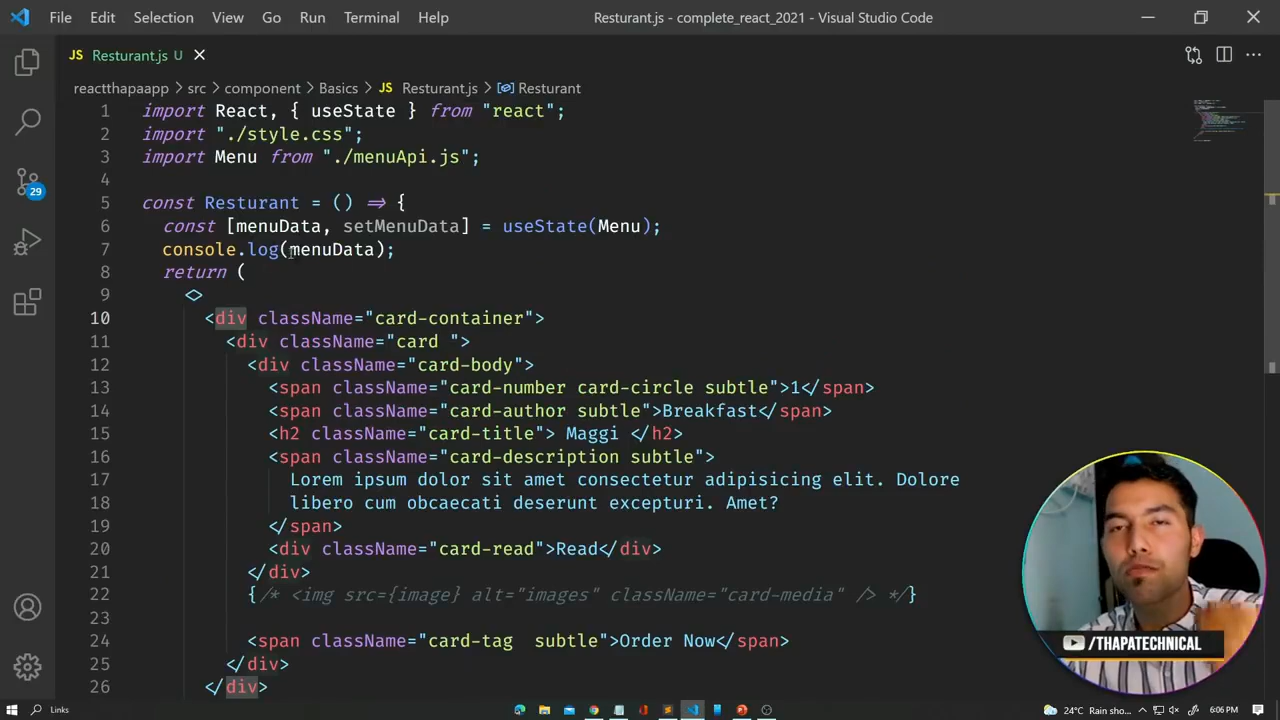 File Edit Selection View Go Run Terminal Help Resturant.js - complete_react_2021 - Visual Studio Code
JS Resturant.js U
reactthapaapp > src > component > Basics > JS Resturant.js > Resturant
1 import React, { useState } from "react";
2 import "./style.css";
3 import Menu from "./menuApi.js";
4
5 const Resturant = () => {
6 const [menuData, setMenuData] = useState(Menu);
7 console.log(menuData);
8 return (
9 <>
10 <div className="card-container">
11 <div className="card ">
12 <div className="card-body">
13 <span className="card-number card-circle subtle">1</span>
14 <span className="card-author subtle">Breakfast</span>
15 <h2 className="card-title"> Maggi </h2>
16 <span className="card-description subtle">
17 Lorem ipsum dolor sit amet consectetur adipisicing elit. Dolore
18 libero cum obcaecati deserunt excepturi. Amet?
19 </span>
20 <div className="card-read">Read</div>
21 </div>
22 {/* <img src={image} alt="images" className="card-media" /> */}
23
24 <span className="card-tag  subtle">Order Now</span>
25 </div>
26 </div>
29
/THAPATECHNICAL
Links 24°C Rain sho... 6:06 PM